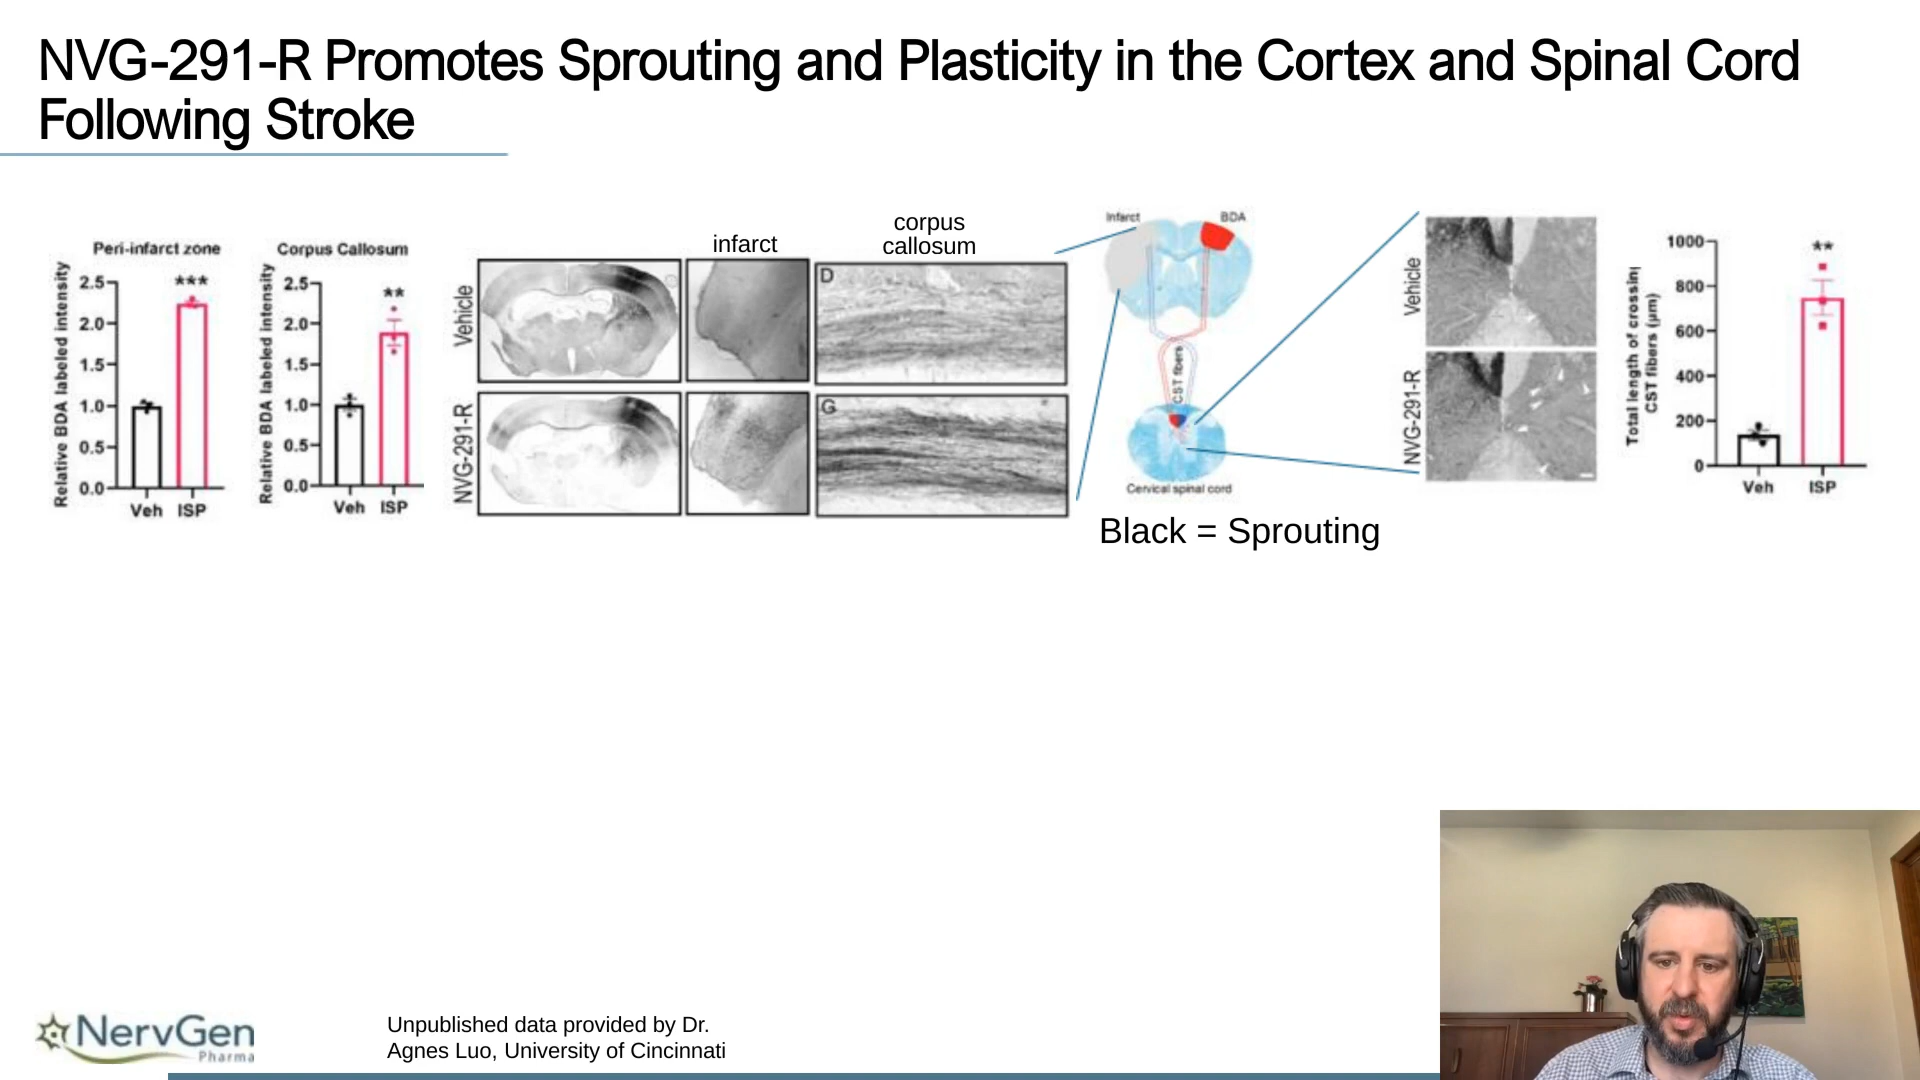 NVG-291-R Promotes Sprouting and Plasticity in the Cortex and Spinal Cord
Following Stroke
Peri-infarct zone
Relative BDA labeled intensity
2.5
2.0
1.5
1.0
0.5
0.0
***
Veh ISP
Corpus Callosum
Relative BDA labeled intensity
2.5
2.0
1.5
1.0
0.5
0.0
**
Veh ISP
infarct
corpus
callosum
Vehicle
D
NVG-291-R
G
Infarct
BDA
CST fibers
Cervical spinal cord
Black = Sprouting
Vehicle
NVG-291-R
Total length of crossin
CST fibers (μm)
1000
800
600
400
200
0
**
Veh ISP
NervGen
Pharma
Unpublished data provided by Dr.
Agnes Luo, University of Cincinnati